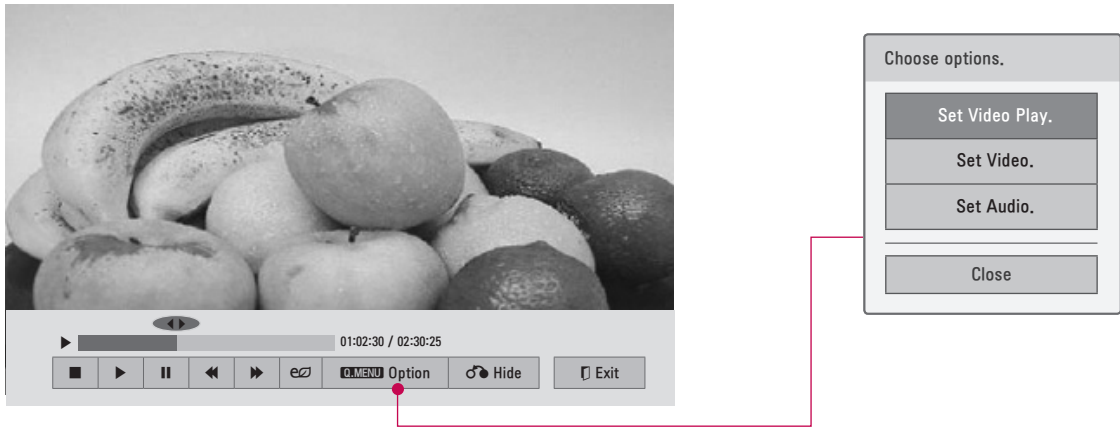 01:02:30 / 02:30:25
e
Q.MENU Option
Hide
Exit
Choose options.
Set Video Play.
Set Video.
Set Audio.
Close